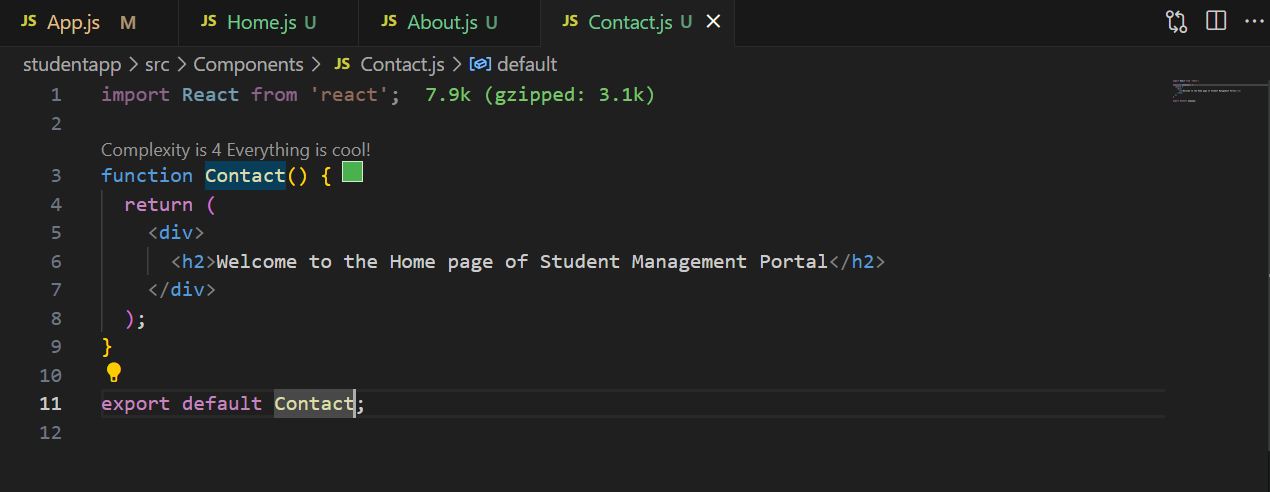 JS App.js M JS Home.js U JS About.js U JS Contact.js U
studentapp > src > Components > JS Contact.js > default
1 import React from 'react'; 7.9k (gzipped: 3.1k)
2
Complexity is 4 Everything is cool!
3 function Contact() {
4 return (
5 <div>
6 <h2>Welcome to the Home page of Student Management Portal</h2>
7 </div>
8 );
9 }
10
11 export default Contact;
12